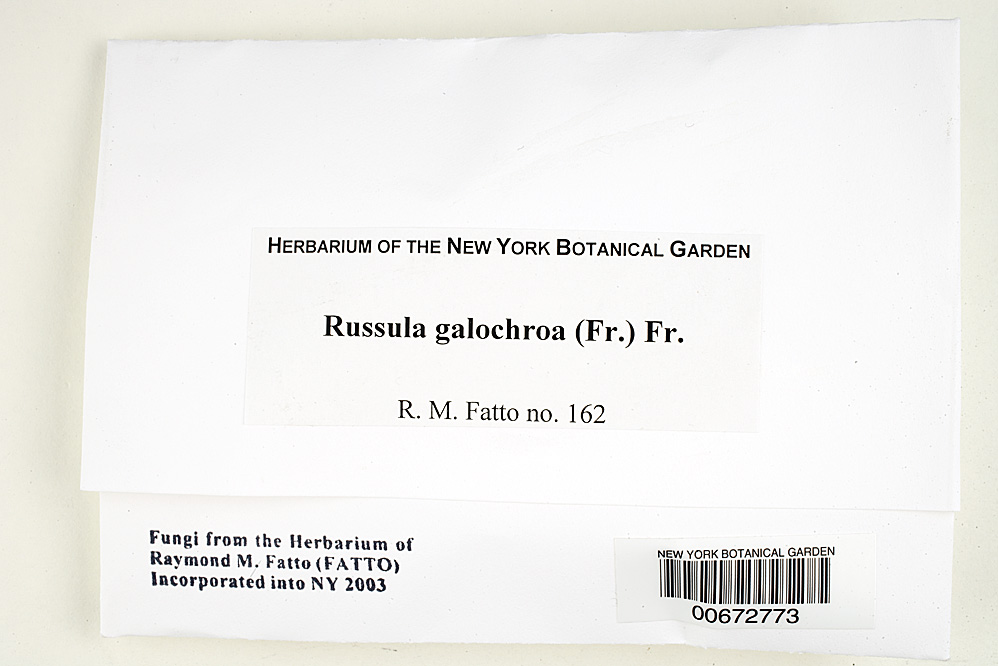 HERBARIUM OF THE NEW YORK BOTANICAL GARDEN
Russula galochroa (Fr.) Fr.
R. M. Fatto no. 162
Fungi from the Herbarium of
Raymond M. Fatto (FATTO)
Incorporated into NY 2003
NEW YORK BOTANICAL GARDEN
00672773